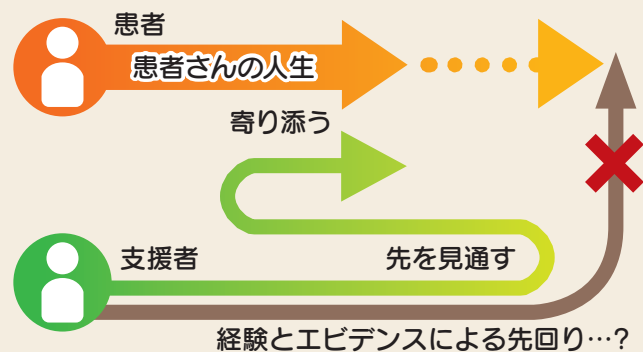 患者
患者さんの人生
寄り添う
支援者
先を見通す
経験とエビデンスによる先回り…?